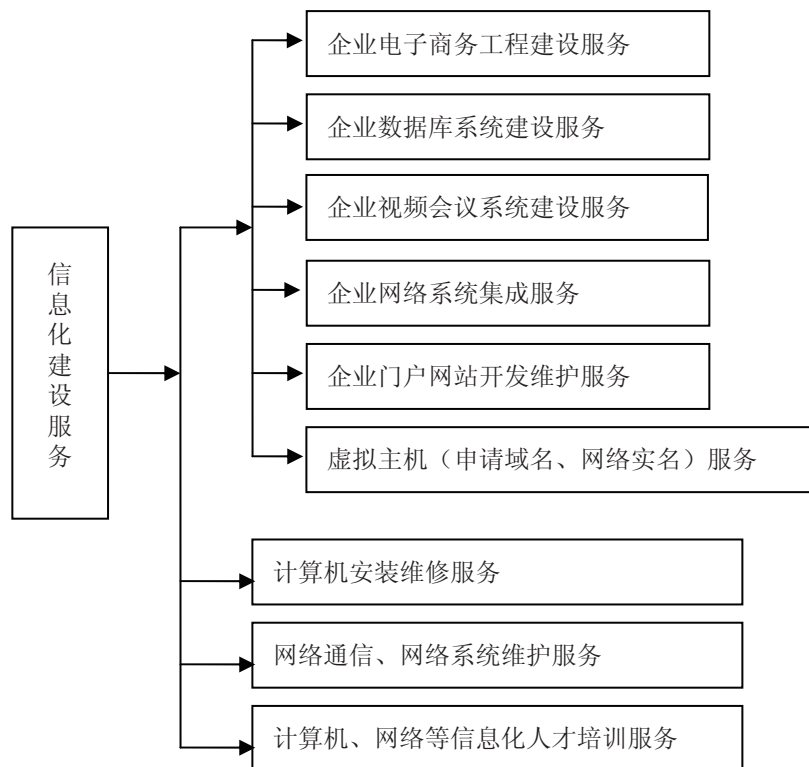 企业电子商务工程建设服务
企业数据库系统建设服务
企业视频会议系统建设服务
信息化建设服务
企业网络系统集成服务
企业门户网站开发维护服务
虚拟主机（申请域名、网络实名）服务
计算机安装维修服务
网络通信、网络系统维护服务
计算机、网络等信息化人才培训服务